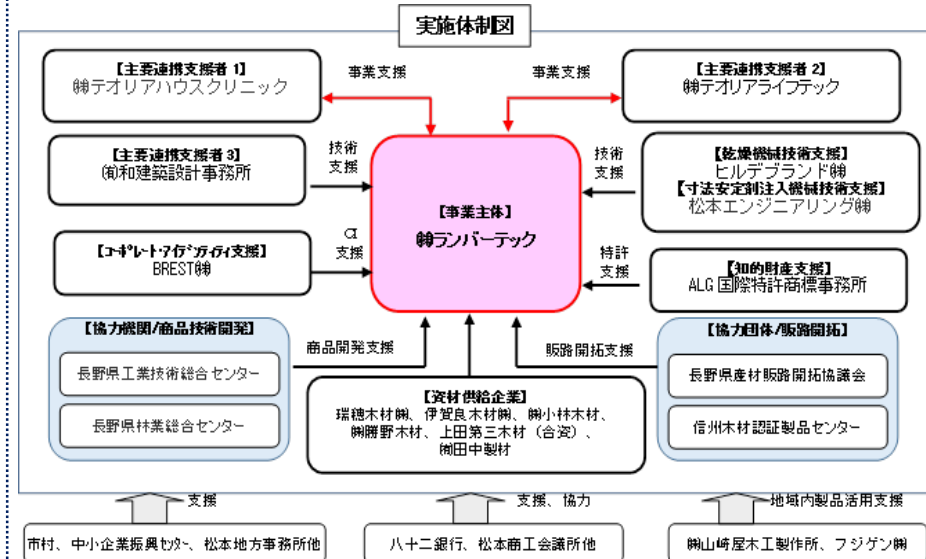 実施体制図
【主要連携支援者 1】
㈱テオリアハウスクリニック
事業支援
事業支援
【主要連携支援者 2】
㈱テオリアライフテック
【主要連携支援者 3】
㈲和建築設計事務所
技術
支援
【事業主体】
㈱ランバーテック
技術
支援
【乾燥機械技術支援】
ヒルデブランド㈱
【寸法安定剤注入機械技術支援】
松本エンジニアリング㈱
【コーポレート・アイデンティティ支援】
BREST㈱
CI
支援
特許
支援
【知的財産支援】
ALG 国際特許商標事務所
【協力機関/商品技術開発】
長野県工業技術総合センター
長野県林業総合センター
商品開発支援
販路開拓支援
【協力団体/販路開拓】
長野県産材販路開拓協議会
信州木材認証製品センター
【資材供給企業】
瑞穂木材㈱、伊賀良木材㈱、㈱小林木材、
㈱勝野木材、上田第三木材（合資）、
㈲田中製材
支援
支援、協力
地域内製品活用支援
市村、中小企業振興センター、松本地方事務所他
八十二銀行、松本商工会議所他
㈱山崎屋木工製作所、フジゲン㈱